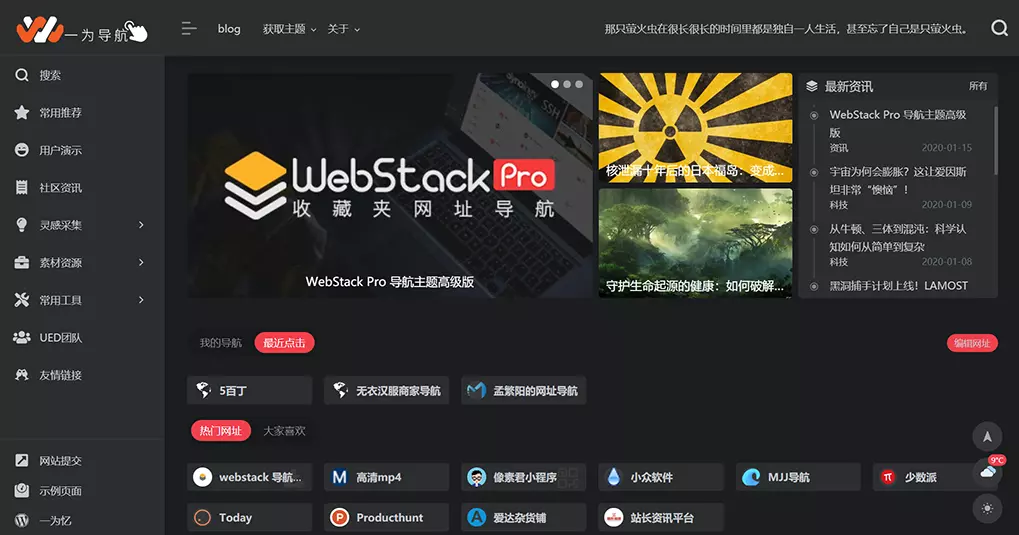 一为导航
blog
获取主题
关于
那只萤火虫在很长很长的时间里都是独自一人生活，甚至忘了自己是只萤火虫。
搜索
常用推荐
用户演示
社区资讯
灵感采集
素材资源
常用工具
UED团队
友情链接
网站提交
示例页面
一为忆
SSH
WebStack Pro
收藏夹网址导航
WebStack Pro 导航主题高级版
核泄漏十年后的日本福岛：变成...
守护生命起源的健康：如何破解...
最新资讯
所有
WebStack Pro 导航主题高级
版
资讯 2020-01-15
宇宙为何会膨胀？这让爱因斯
坦非常“懊恼”！
科技 2020-01-09
从牛顿、三体到混沌：科学认
知如何从简单到复杂
科技 2020-01-08
黑洞捕手计划上线！LAMOST
我的导航
最近点击
编辑网址
5百丁
无衣汉服商家导航
孟繁阳的网址导航
热门网址
大家喜欢
webstack 导航...
高清mp4
像素君小程序
小众软件
MJJ导航
少数派
Today
Producthunt
爱达杂货铺
站长资讯平台
9℃